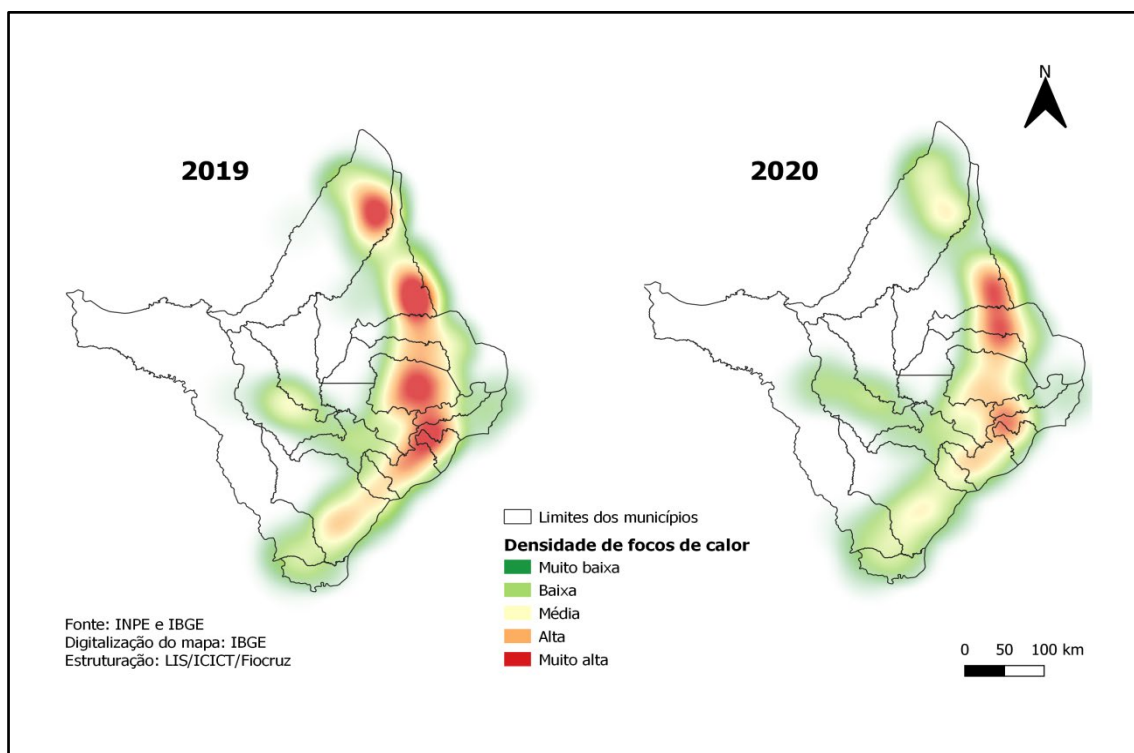 N
2019
2020
Limites dos municípios
Densidade de focos de calor
Muito baixa
Baixa
Média
Alta
Muito alta
Fonte: INPE e IBGE
Digitalização do mapa: IBGE
Estruturação: LIS/ICICT/Fiocruz
0 50 100 km